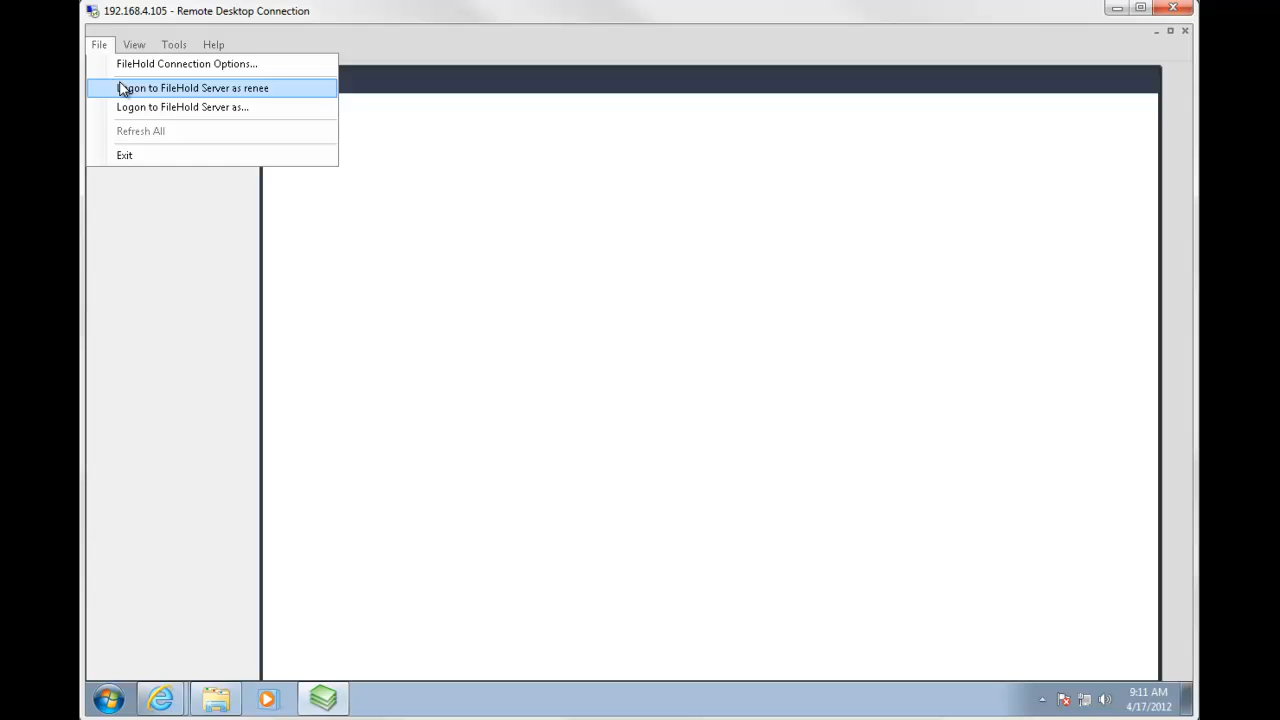 192.168.4.105 - Remote Desktop Connection
File View Tools Help
FileHold Connection Options...
Logon to FileHold Server as renee
Logon to FileHold Server as...
Refresh All
Exit
9:11 AM
4/17/2012